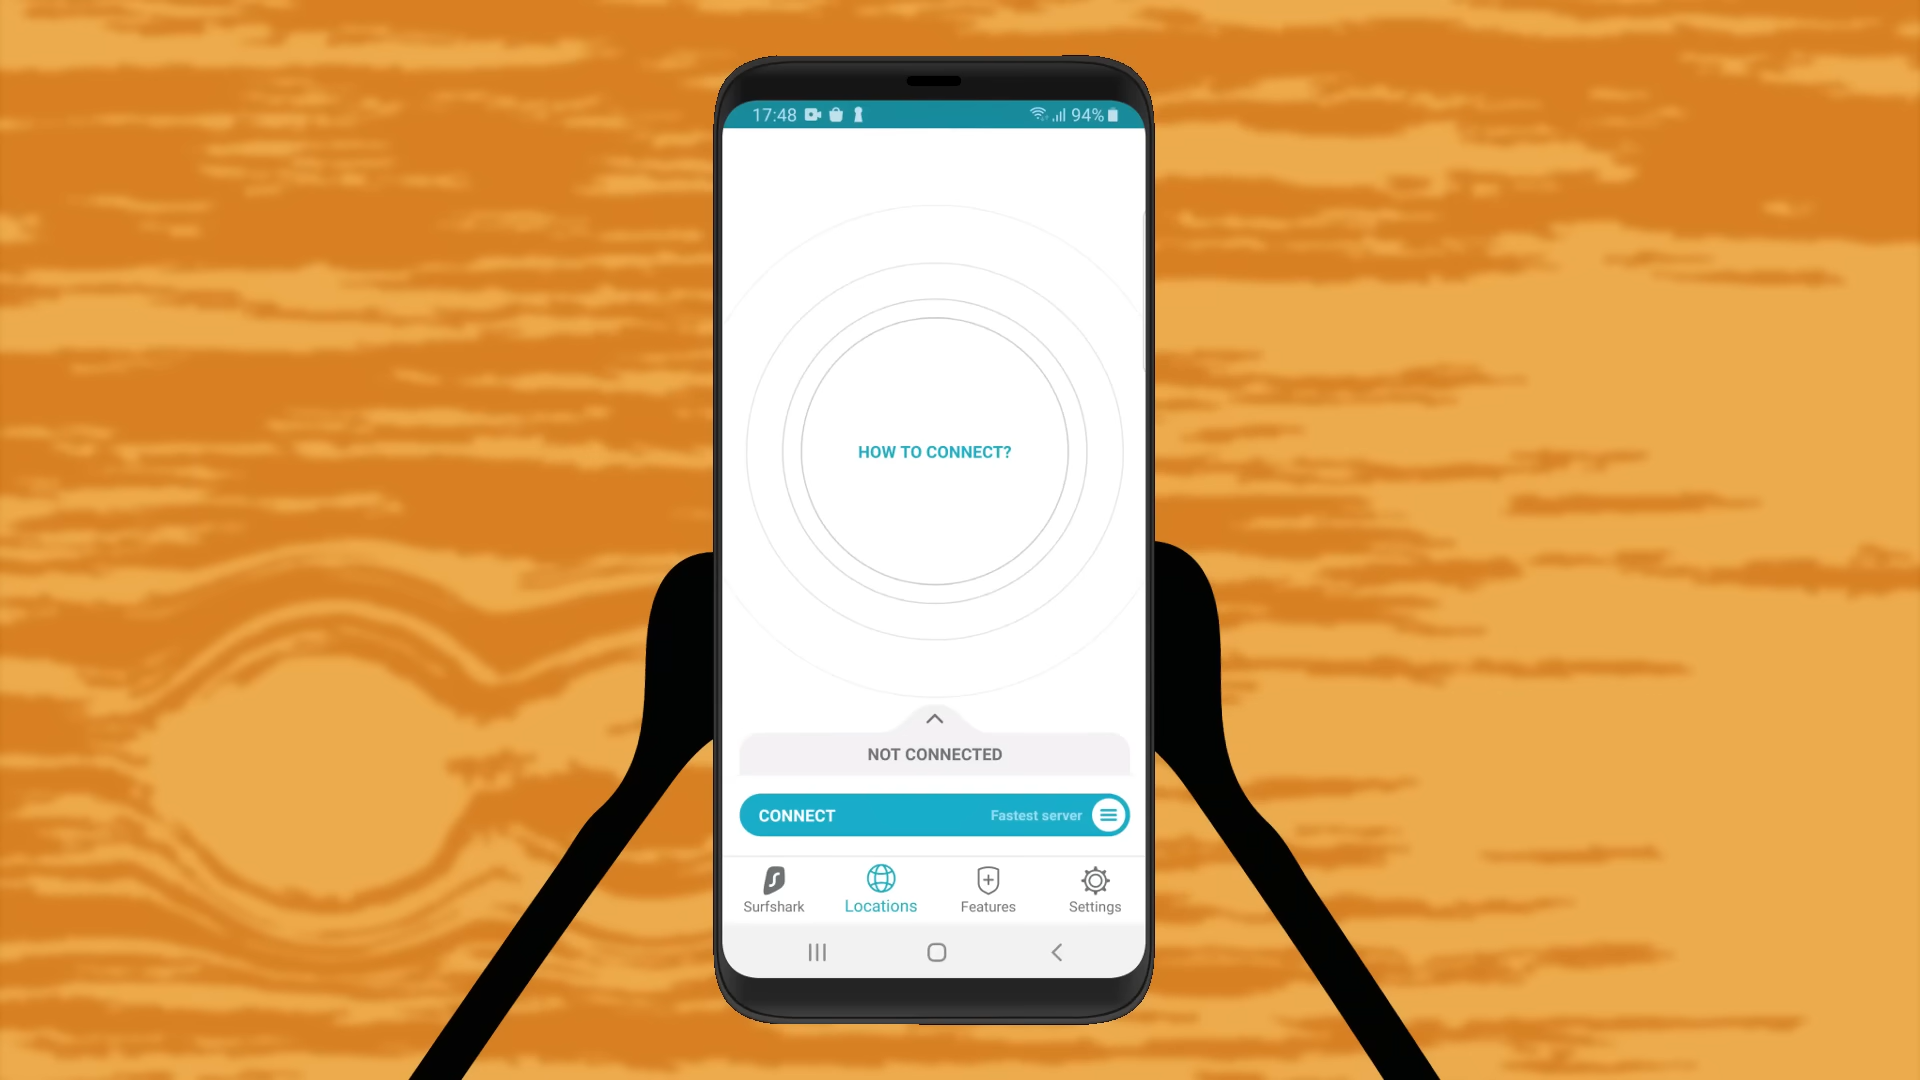 17:48 94%
HOW TO CONNECT?
NOT CONNECTED
CONNECT Fastest server
Surfshark Locations Features Settings